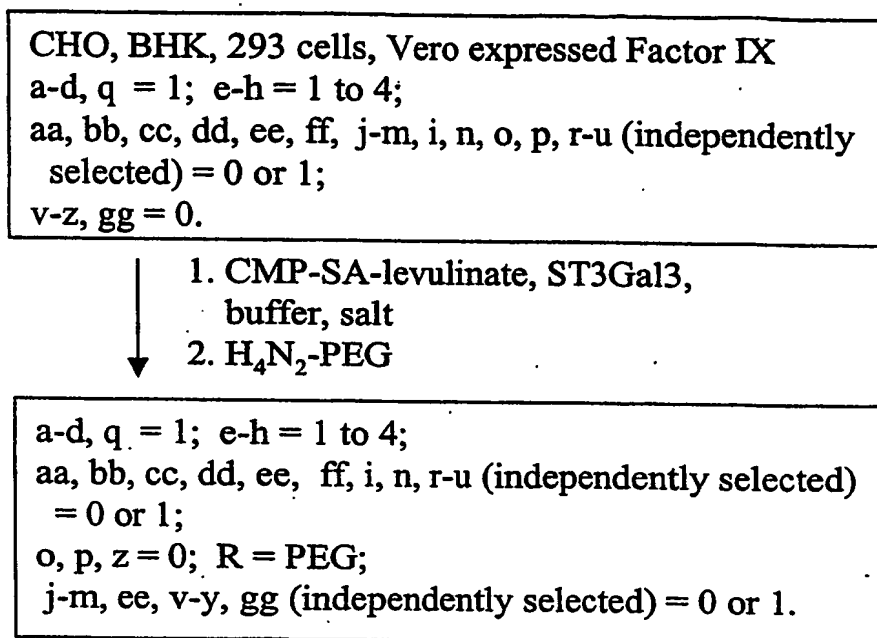 CHO, BHK, 293 cells, Vero expressed Factor IX
a-d, q = 1; e-h = 1 to 4;
aa, bb, cc, dd, ee, ff, j-m, i, n, o, p, r-u (independently
selected) = 0 or 1;
v-z, gg = 0.
1. CMP-SA-levulinate, ST3Gal3,
buffer, salt
2. H₄N₂-PEG
a-d, q = 1; e-h = 1 to 4;
aa, bb, cc, dd, ee, ff, i, n, r-u (independently selected)
= 0 or 1;
o, p, z = 0; R = PEG;
j-m, ee, v-y, gg (independently selected) = 0 or 1.